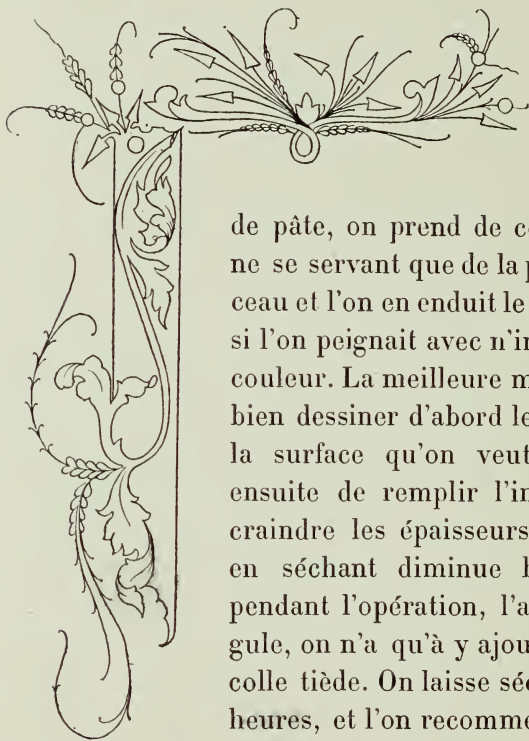 de pâte, on prend de
ne se servant que de la
ceau et l'on en enduit le
si l'on peignait avec n'im
couleur. La meilleure m
bien dessiner d'abord le
la surface qu'on veut
ensuite de remplir l'in
craindre les épaisseurs
en séchant diminue
pendant l'opération, l'a
gule, on n'a qu'à y ajou
colle tiède. On laisse sé
heures, et l'on recomme